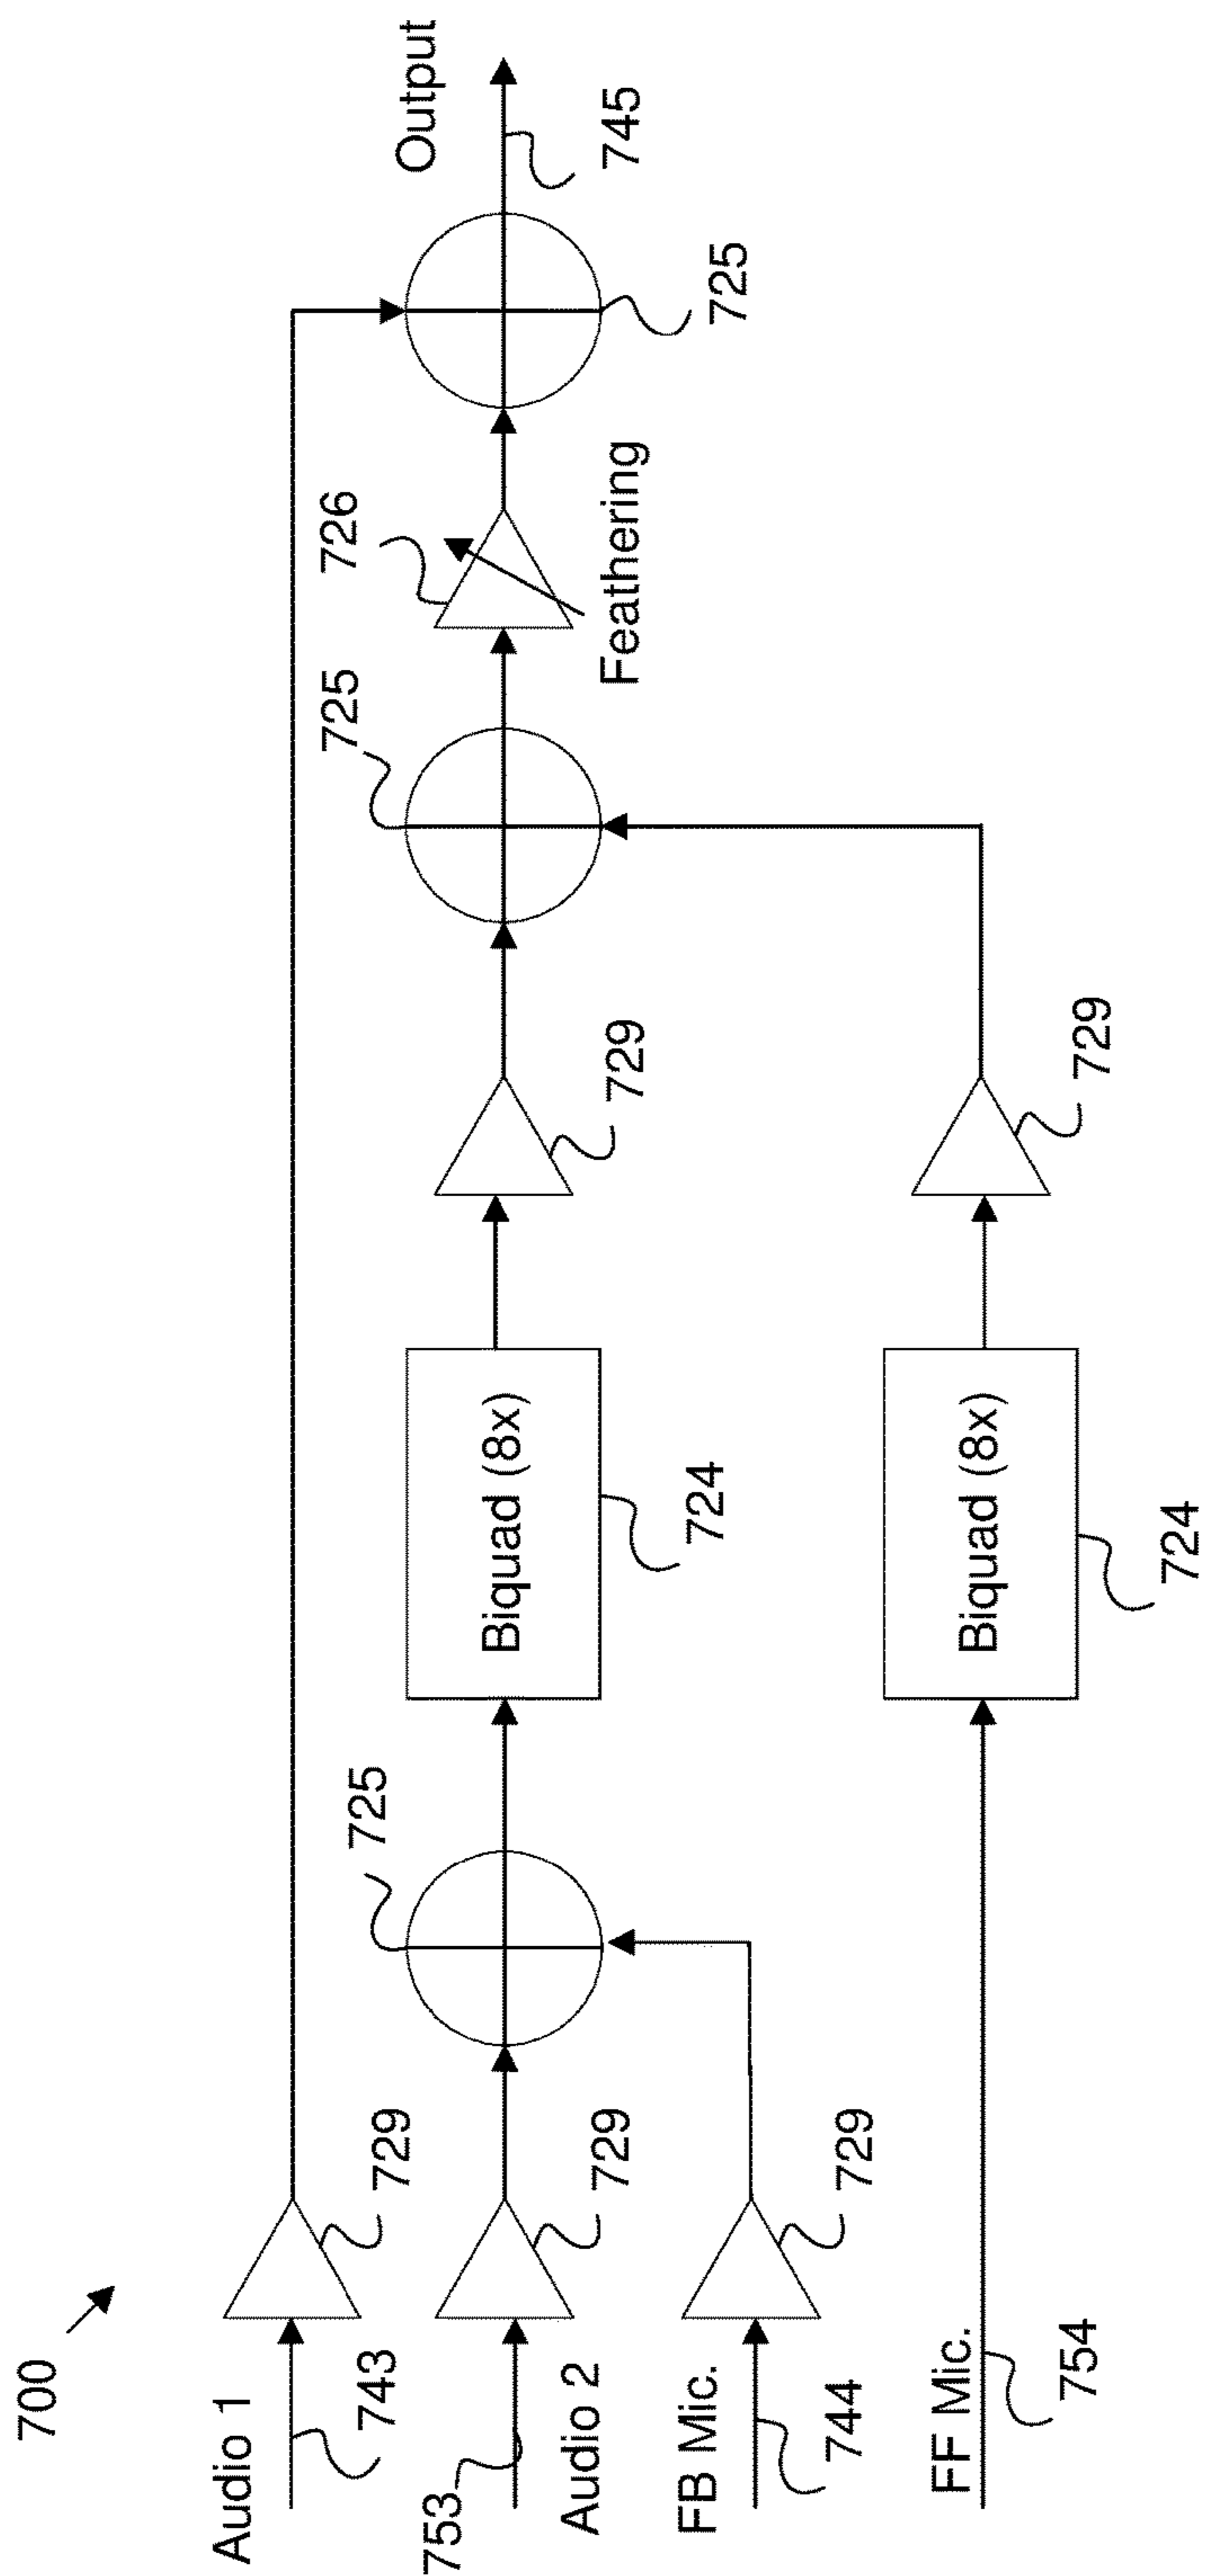 700
Audio 1
743
729
753
Audio 2
729
FB Mic.
744
729
FF Mic.
754
725
Biquad (8x)
724
Biquad (8x)
724
729
729
725
726
Feathering
725
Output
745